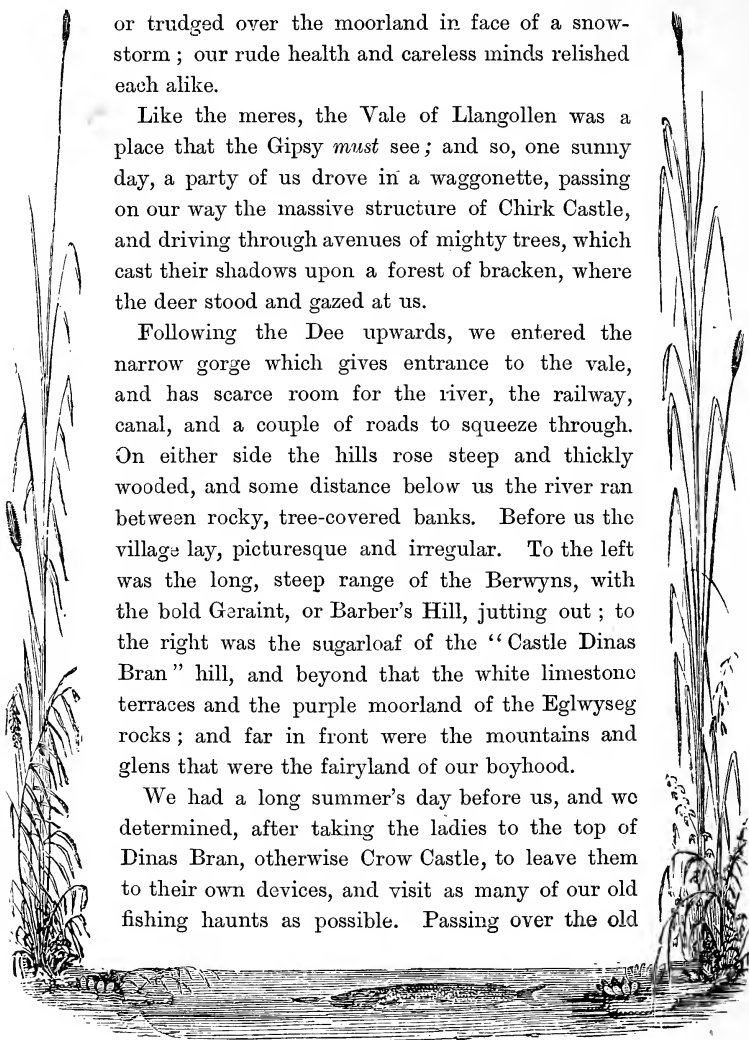 or trudged over the moorland in face of a snow-
storm ; our rude health and careless minds relished
each alike.
Like the meres, the Vale of Llangollen was a
place that the Gipsy must see ; and so, one sunny
day, a party of us drove in a waggonette, passing
on our way the massive structure of Chirk Castle,
and driving through avenues of mighty trees, which
cast their shadows upon a forest of bracken, where
the deer stood and gazed at us.
Following the Dee upwards, we entered the
narrow gorge which gives entrance to the vale,
and has scarce room for the river, the railway,
canal, and a couple of roads to squeeze through.
On either side the hills rose steep and thickly
wooded, and some distance below us the river ran
between rocky, tree-covered banks. Before us the
village lay, picturesque and irregular. To the left
was the long, steep range of the Berwyns, with
the bold Geraint, or Barber's Hill, jutting out ; to
the right was the sugarloaf of the “Castle Dinas
Bran” hill, and beyond that the white limestone
terraces and the purple moorland of the Eglwyseg
rocks ; and far in front were the mountains and
glens that were the fairyland of our boyhood.
We had a long summer's day before us, and we
determined, after taking the ladies to the top of
Dinas Bran, otherwise Crow Castle, to leave them
to their own devices, and visit as many of our old
fishing haunts as possible. Passing over the old